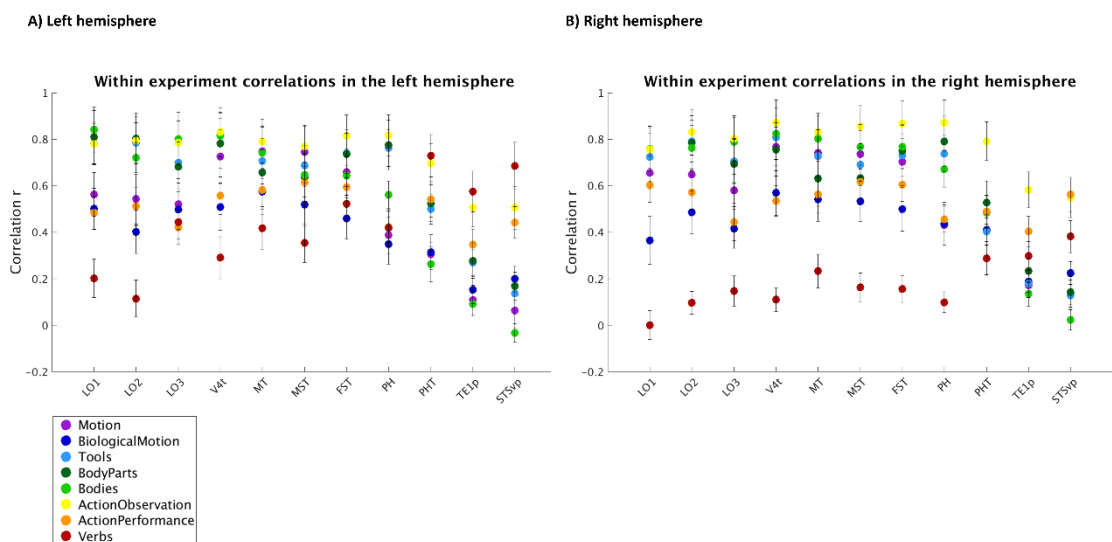 A) Left hemisphere
B) Right hemisphere
Within experiment correlations in the left hemisphere
Within experiment correlations in the right hemisphere
Correlation r
1
0.8
0.6
0.4
0.2
0
-0.2
LO1 LO2 LO3 V4t MT MST FST PH PHT TE1p STSvp
Correlation r
1
0.8
0.6
0.4
0.2
0
-0.2
LO1 LO2 LO3 V4t MT MST FST PH PHT TE1p STSvp
Motion
BiologicalMotion
Tools
BodyParts
Bodies
ActionObservation
ActionPerformance
Verbs